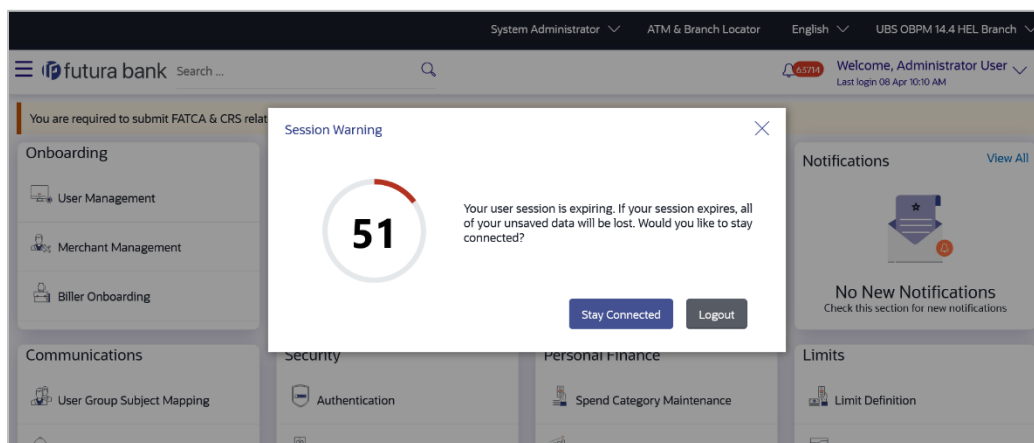 System Administrator
ATM & Branch Locator
English
UBS OBPM 14.4 HEL Branch
futura bank
Search ...
63714
Welcome, Administrator User
Last login 08 Apr 10:10 AM
You are required to submit FATCA & CRS relat
Session Warning
51
Your user session is expiring. If your session expires, all
of your unsaved data will be lost. Would you like to stay
connected?
Stay Connected
Logout
Onboarding
User Management
Merchant Management
Biller Onboarding
Notifications
View All
No New Notifications
Check this section for new notifications
Communications
User Group Subject Mapping
Security
Authentication
Personal Finance
Spend Category Maintenance
Limits
Limit Definition